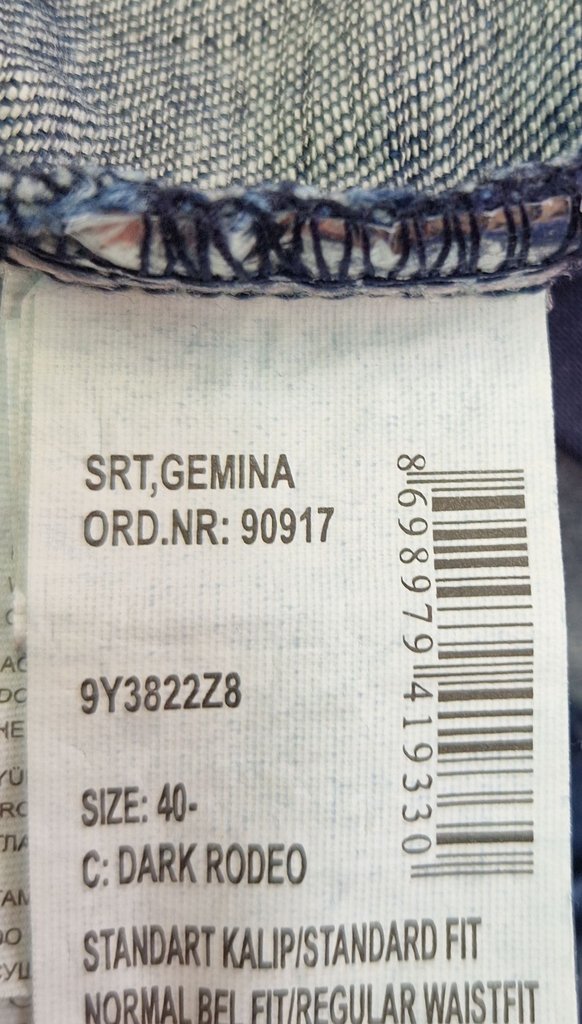 SRT,GEMINA
ORD.NR: 90917
9Y3822Z8
SIZE: 40-
C: DARK RODEO
STANDART KALIP/STANDARD FIT
NORMAL BEL FIT/REGULAR WAISTFIT
8698979419330